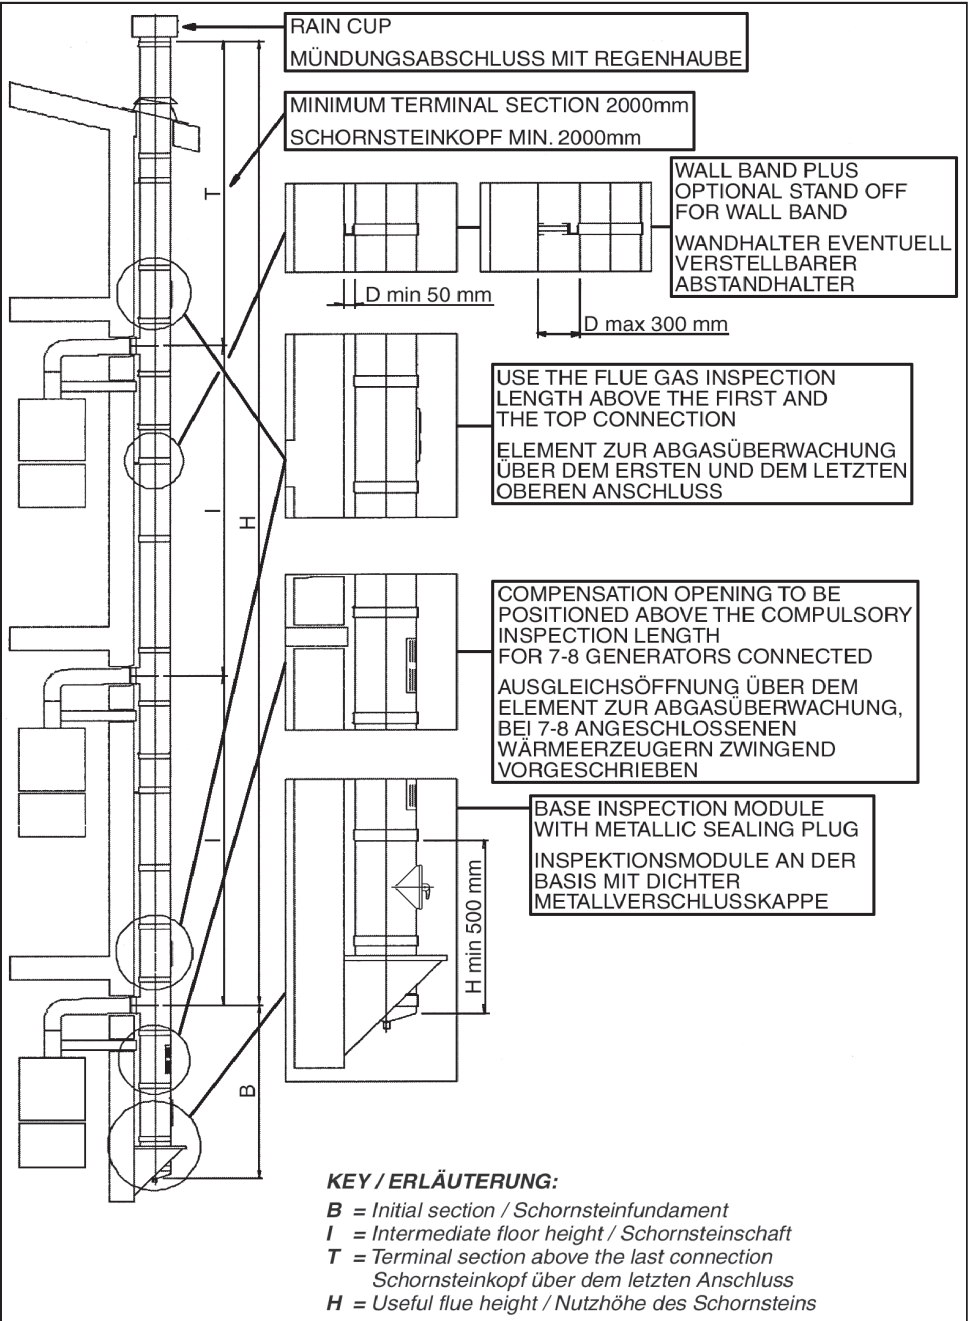 RAIN CUP
MÜNDUNGSABSCHLUSS MIT REGENHAUBE
MINIMUM TERMINAL SECTION 2000mm
SCHORNSTEINKOPF MIN. 2000mm
T
WALL BAND PLUS
OPTIONAL STAND OFF
FOR WALL BAND
WANDHALTER EVENTUELL
VERSTELLBARER
ABSTANDHALTER
D min 50 mm
D max 300 mm
USE THE FLUE GAS INSPECTION
LENGTH ABOVE THE FIRST AND
THE TOP CONNECTION
ELEMENT ZUR ABGASÜBERWACHUNG
ÜBER DEM ERSTEN UND DEM LETZTEN
OBEREN ANSCHLUSS
I
H
COMPENSATION OPENING TO BE
POSITIONED ABOVE THE COMPULSORY
INSPECTION LENGTH
FOR 7-8 GENERATORS CONNECTED
AUSGLEICHSÖFFNUNG ÜBER DEM
ELEMENT ZUR ABGASÜBERWACHUNG,
BEI 7-8 ANGESCHLOSSENEN
WÄRMEERZEUGERN ZWINGEND
VORGESCHRIEBEN
I
BASE INSPECTION MODULE
WITH METALLIC SEALING PLUG
INSPEKTIONSMODULE AN DER
BASIS MIT DICHTER
METALLVERSCHLUSSKAPPE
H min 500 mm
B
KEY / ERLÄUTERUNG:
B = Initial section / Schornsteinfundament
I = Intermediate floor height / Schornsteinschaft
T = Terminal section above the last connection
Schornsteinkopf über dem letzten Anschluss
H = Useful flue height / Nutzhöhe des Schornsteins